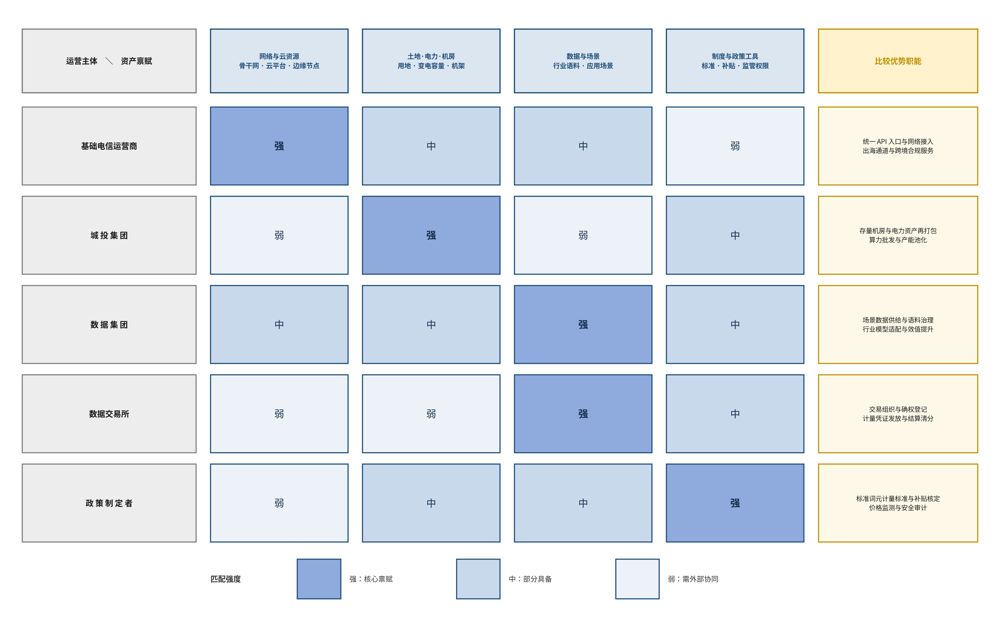 运营主体 ＼ 资产禀赋
网络与云资源
骨干网 · 云平台 · 边缘节点
土地·电力·机房
用地 · 变电容量 · 机架
数据与场景
行业语料 · 应用场景
制度与政策工具
标准 · 补贴 · 监管权限
比较优势职能
基础电信运营商
强
中
中
弱
统一 API 入口与网络接入
出海通道与跨境合规服务
城 投 集 团
弱
强
弱
中
存量机房与电力资产再打包
算力批发与产能池化
数 据 集 团
中
中
强
中
场景数据供给与语料治理
行业模型适配与效值提升
数据交易所
弱
弱
强
中
交易组织与确权登记
计量凭证发放与结算清分
政 策 制 定 者
弱
中
中
强
标准词元计量标准与补贴核定
价格监测与安全审计
匹配强度
强：核心禀赋
中：部分具备
弱：需外部协同